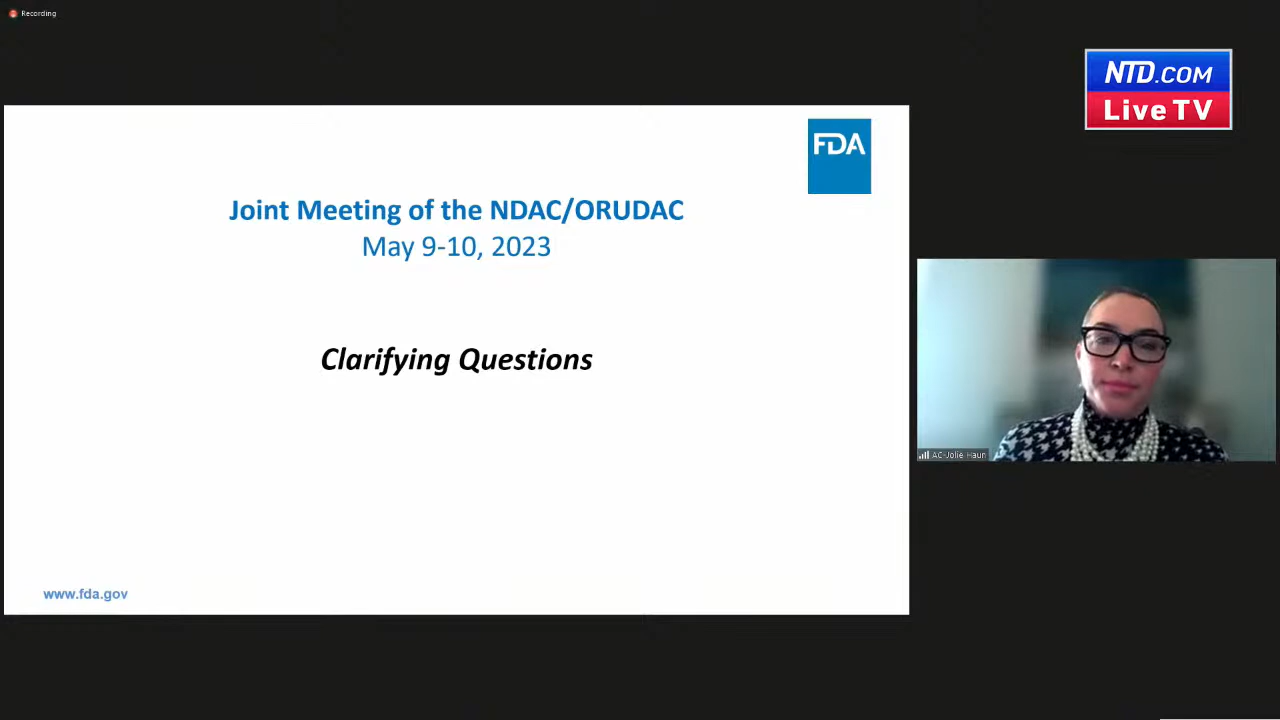 Recording
NTD.COM
Live TV
FDA
Joint Meeting of the NDAC/ORUDAC
May 9-10, 2023
Clarifying Questions
AC-Jolie Haun
www.fda.gov